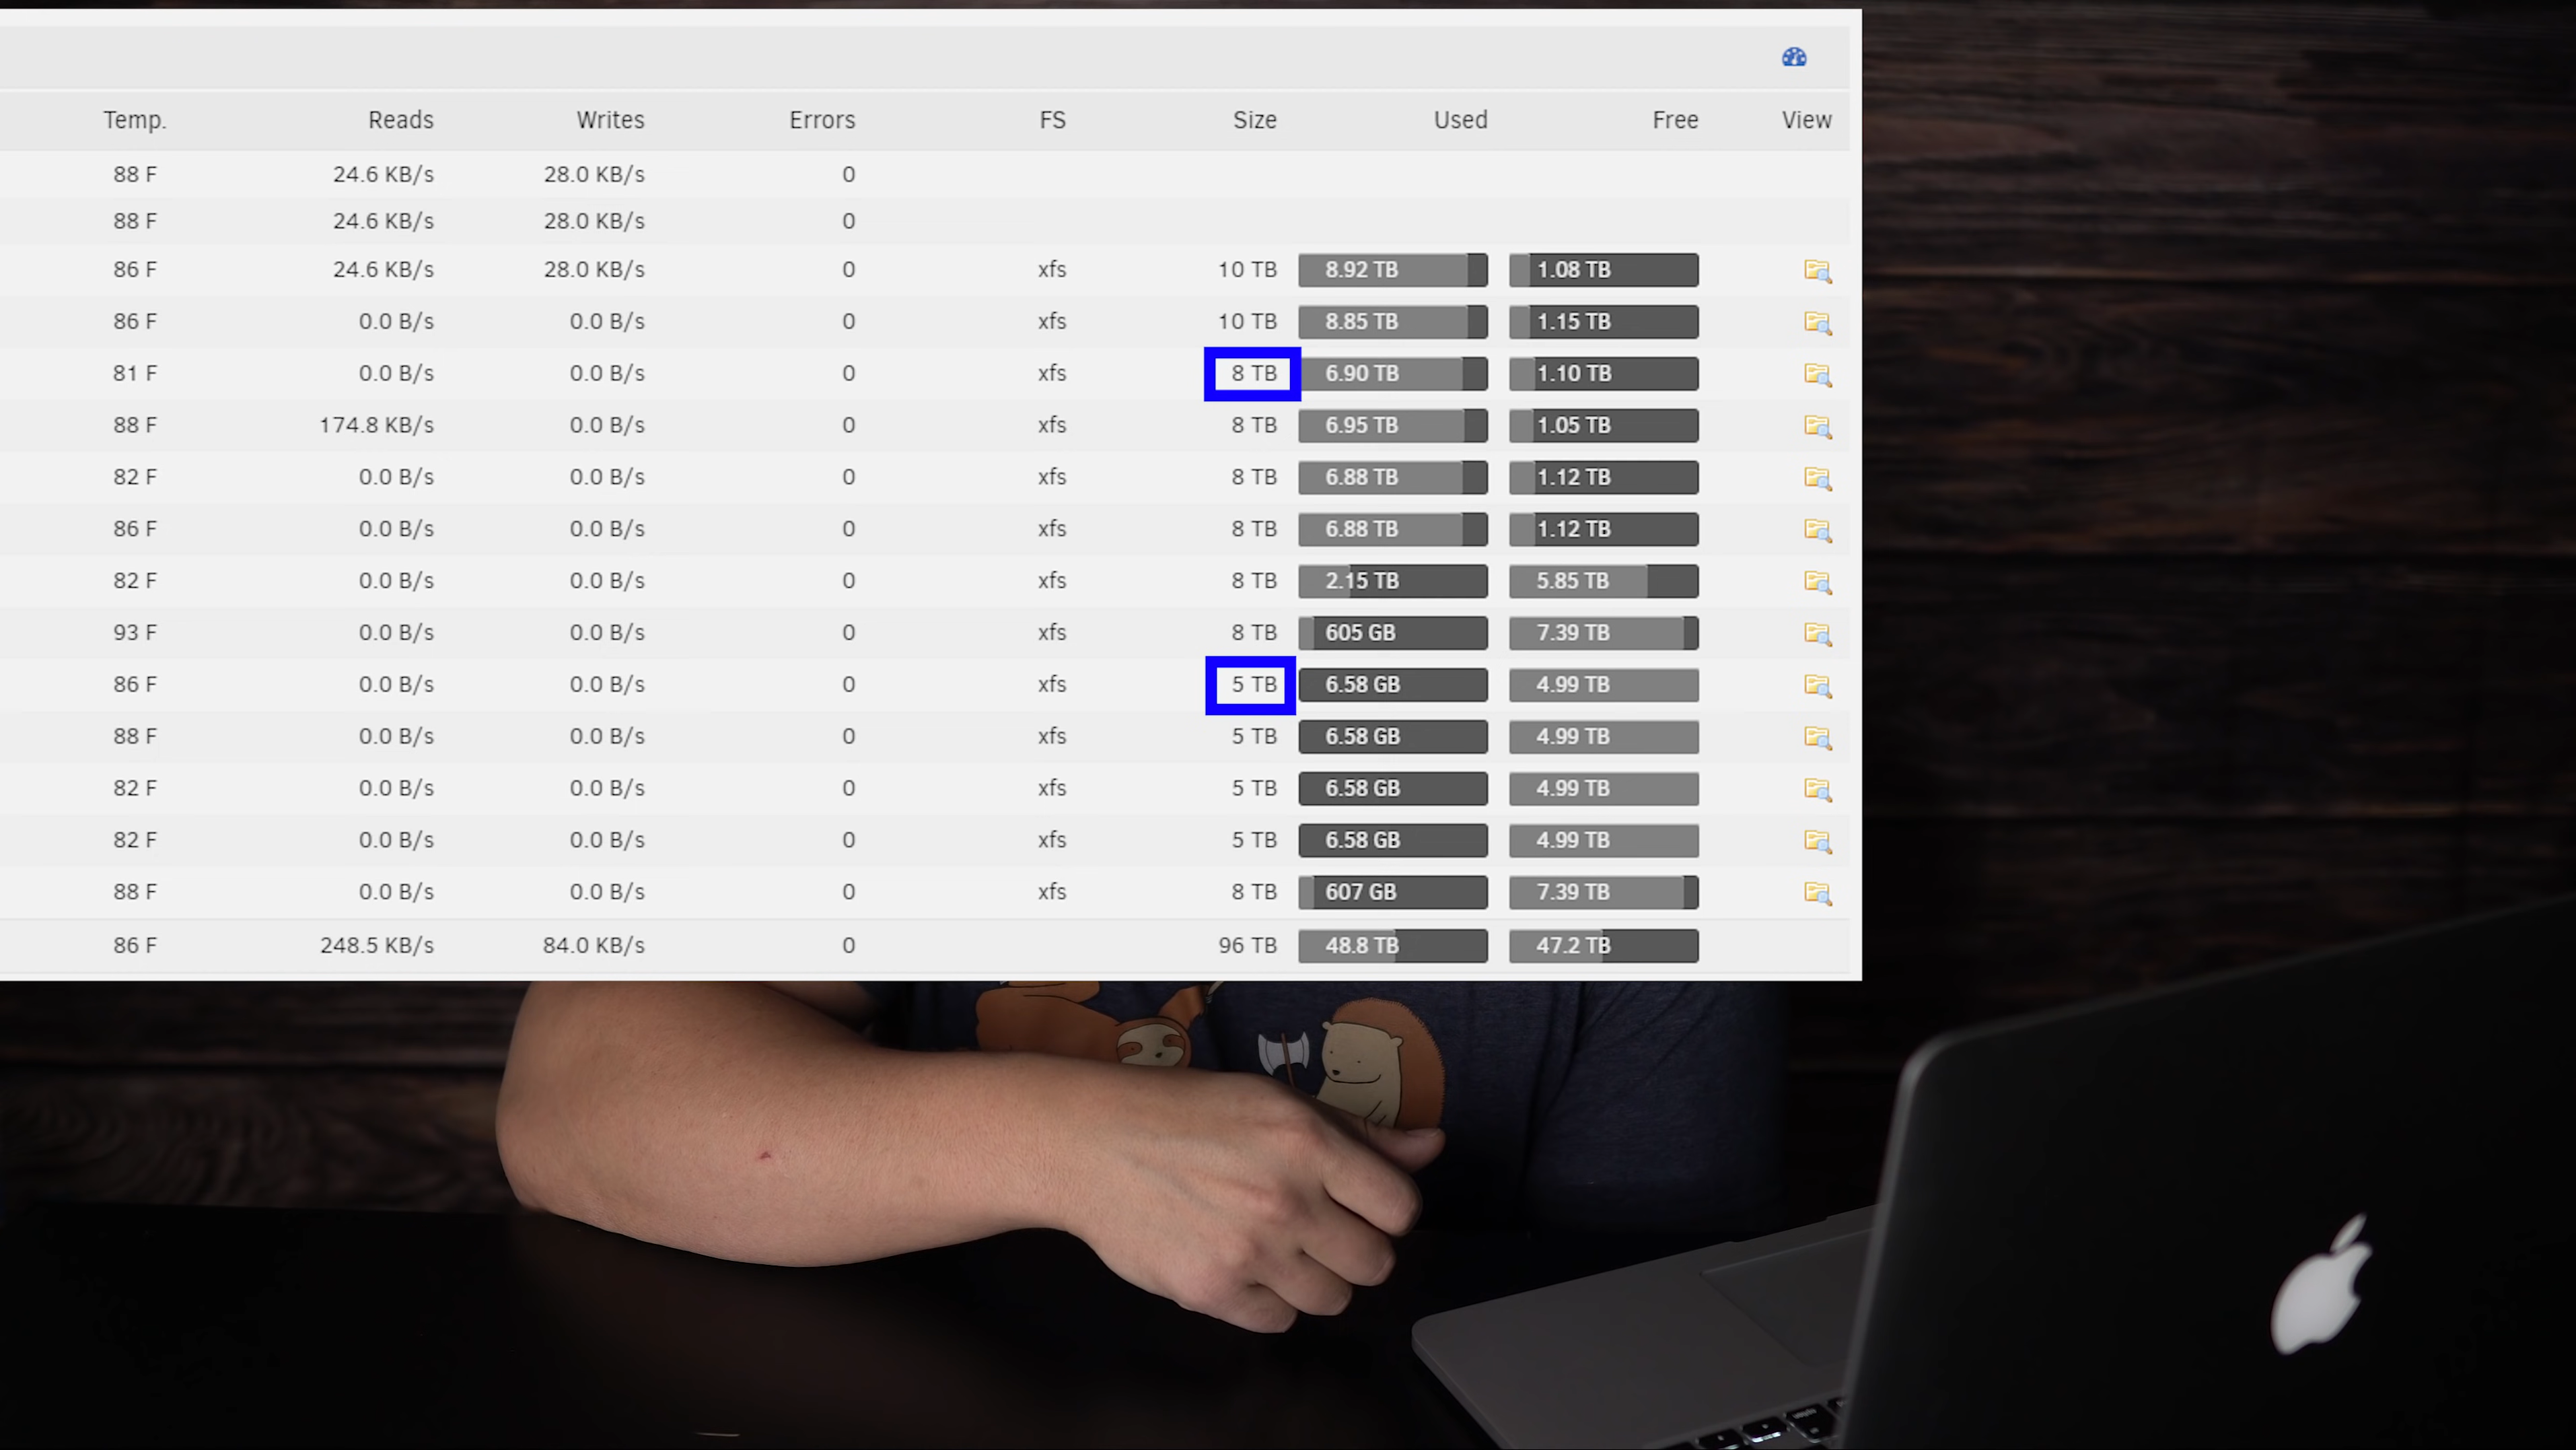 Temp. Reads Writes Errors FS Size Used Free View
88 F 24.6 KB/s 28.0 KB/s 0
88 F 24.6 KB/s 28.0 KB/s 0
86 F 24.6 KB/s 28.0 KB/s 0 xfs 10 TB 8.92 TB 1.08 TB
86 F 0.0 B/s 0.0 B/s 0 xfs 10 TB 8.85 TB 1.15 TB
81 F 0.0 B/s 0.0 B/s 0 xfs 8 TB 6.90 TB 1.10 TB
88 F 174.8 KB/s 0.0 B/s 0 xfs 8 TB 6.95 TB 1.05 TB
82 F 0.0 B/s 0.0 B/s 0 xfs 8 TB 6.88 TB 1.12 TB
86 F 0.0 B/s 0.0 B/s 0 xfs 8 TB 6.88 TB 1.12 TB
82 F 0.0 B/s 0.0 B/s 0 xfs 8 TB 2.15 TB 5.85 TB
93 F 0.0 B/s 0.0 B/s 0 xfs 8 TB 605 GB 7.39 TB
86 F 0.0 B/s 0.0 B/s 0 xfs 5 TB 6.58 GB 4.99 TB
88 F 0.0 B/s 0.0 B/s 0 xfs 5 TB 6.58 GB 4.99 TB
82 F 0.0 B/s 0.0 B/s 0 xfs 5 TB 6.58 GB 4.99 TB
82 F 0.0 B/s 0.0 B/s 0 xfs 5 TB 6.58 GB 4.99 TB
88 F 0.0 B/s 0.0 B/s 0 xfs 8 TB 607 GB 7.39 TB
86 F 248.5 KB/s 84.0 KB/s 0 96 TB 48.8 TB 47.2 TB